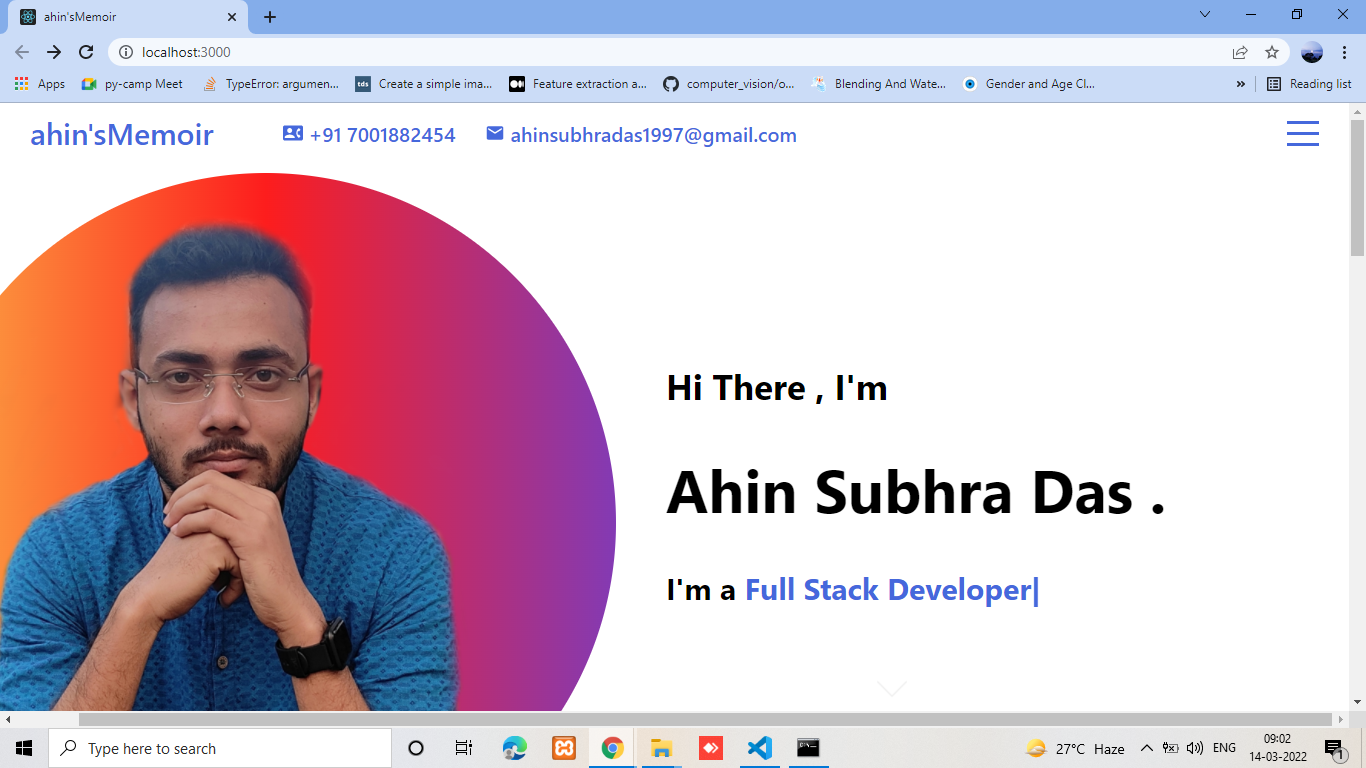 ahin'sMemoir
localhost:3000
Apps py-camp Meet TypeError: argumen... Create a simple ima... Feature extraction a... computer_vision/o... Blending And Wate... Gender and Age Cl... » Reading list
ahin'sMemoir +91 7001882454 ahinsubhradas1997@gmail.com
Hi There , I'm
Ahin Subhra Das .
I'm a Full Stack Developer|
Type here to search 27°C Haze ENG 09:02
14-03-2022 1